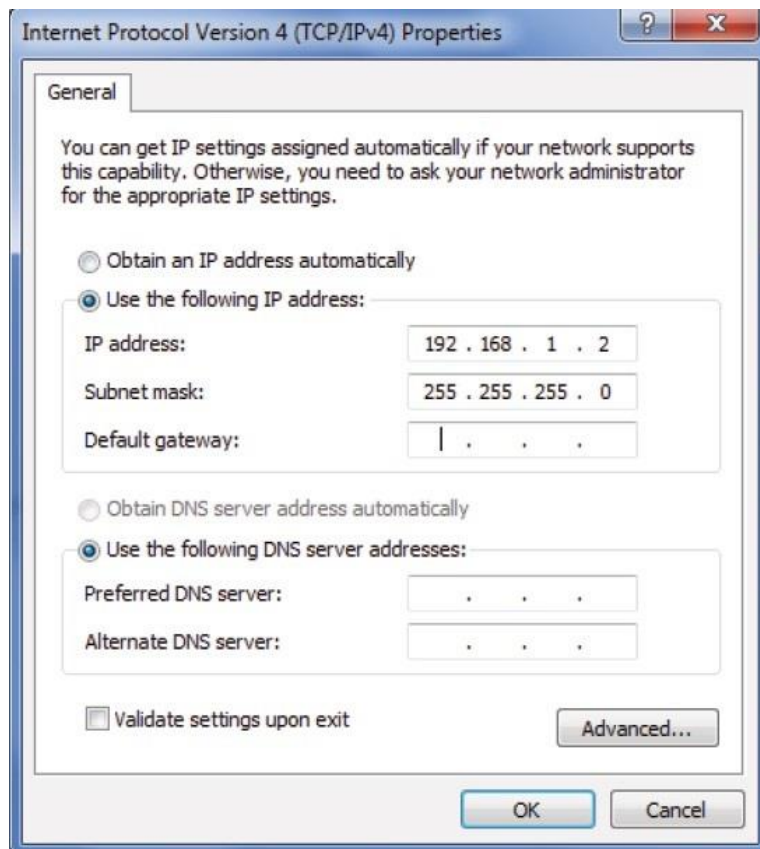 Internet Protocol Version 4 (TCP/IPv4) Properties
?
General
You can get IP settings assigned automatically if your network supports
this capability. Otherwise, you need to ask your network administrator
for the appropriate IP settings.
Obtain an IP address automatically
Use the following IP address:
IP address: 192 . 168 . 1 . 2
Subnet mask: 255 . 255 . 255 . 0
Default gateway: . . .
Obtain DNS server address automatically
Use the following DNS server addresses:
Preferred DNS server: . . .
Alternate DNS server: . . .
Validate settings upon exit
Advanced...
OK Cancel